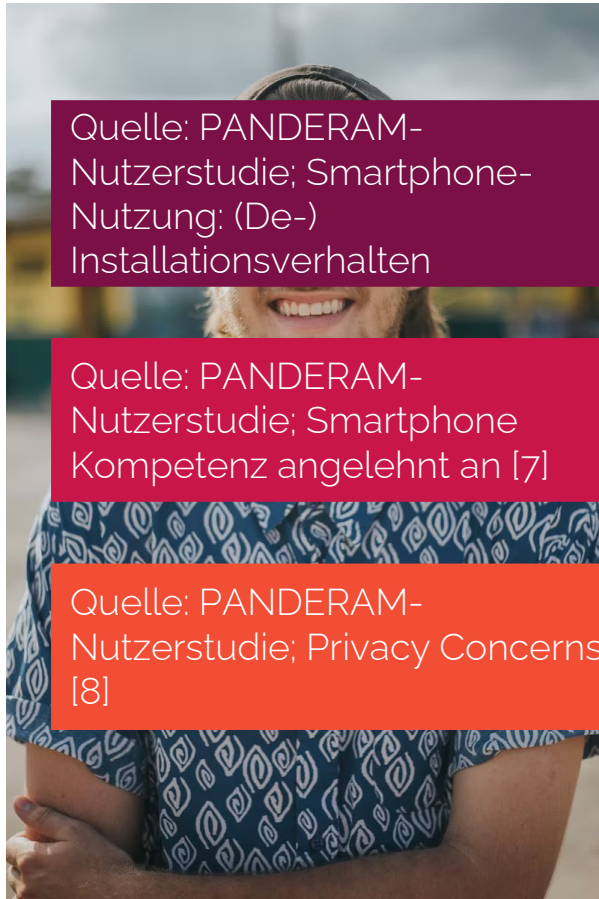 Quelle: PANDERAM-
Nutzerstudie; Smartphone-
Nutzung: (De-)
Installationsverhalten
Quelle: PANDERAM-
Nutzerstudie; Smartphone
Kompetenz angelehnt an [7]
Quelle: PANDERAM-
Nutzerstudie; Privacy Concerns
[8]